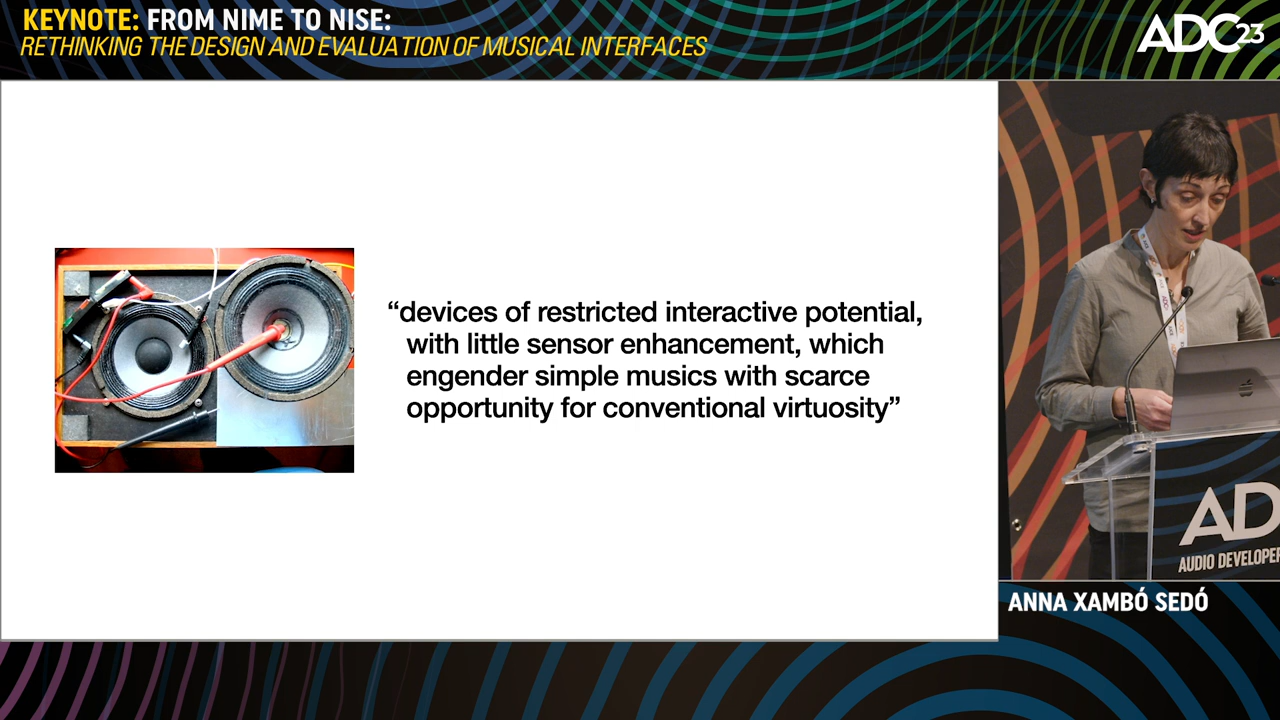 KEYNOTE: FROM NIME TO NISE:
RETHINKING THE DESIGN AND EVALUATION OF MUSICAL INTERFACES
ADC23
“devices of restricted interactive potential,
with little sensor enhancement, which
engender simple musics with scarce
opportunity for conventional virtuosity”
AD
AUDIO DEVELOPER
ANNA XAMBÓ SEDÓ